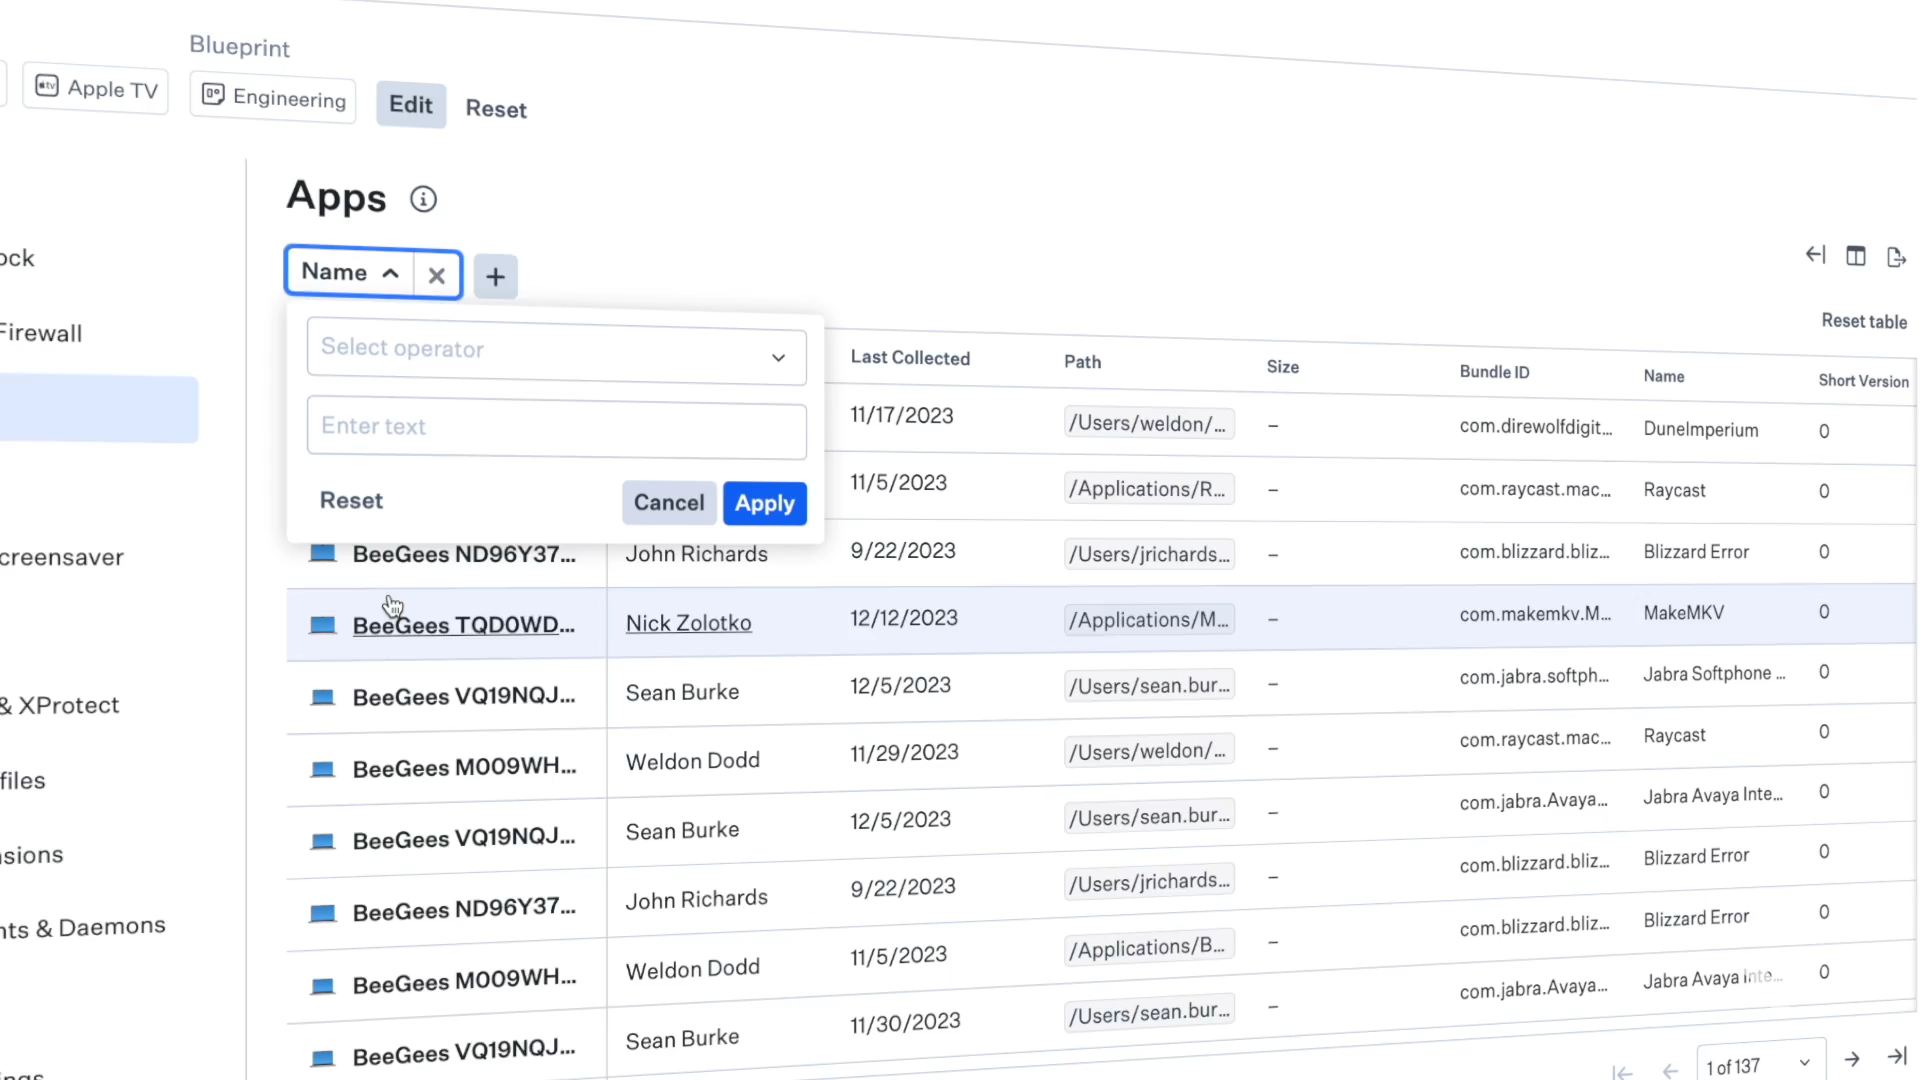 Blueprint
Apple TV
Engineering
Edit
Reset
ock
Firewall
creensaver
& XProtect
files
sions
nts & Daemons
Apps
Name
Select operator
Enter text
Reset
Cancel
Apply
Reset table
Last Collected Path Size Bundle ID Name Short Version
11/17/2023 /Users/weldon/... – com.direwolfdigit... DuneImperium 0
11/5/2023 /Applications/R... – com.raycast.mac... Raycast 0
BeeGees ND96Y37... John Richards 9/22/2023 /Users/jrichards... – com.blizzard.bliz... Blizzard Error 0
BeeGees TQD0WD... Nick Zolotko 12/12/2023 /Applications/M... – com.makemkv.M... MakeMKV 0
BeeGees VQ19NQJ... Sean Burke 12/5/2023 /Users/sean.bur... – com.jabra.softph... Jabra Softphone ... 0
BeeGees M009WH... Weldon Dodd 11/29/2023 /Users/weldon/... – com.raycast.mac... Raycast 0
BeeGees VQ19NQJ... Sean Burke 12/5/2023 /Users/sean.bur... – com.jabra.Avaya... Jabra Avaya Inte... 0
BeeGees ND96Y37... John Richards 9/22/2023 /Users/jrichards... – com.blizzard.bliz... Blizzard Error 0
BeeGees M009WH... Weldon Dodd 11/5/2023 /Applications/B... – com.blizzard.bliz... Blizzard Error 0
BeeGees VQ19NQJ... Sean Burke 11/30/2023 /Users/sean.bur... – com.jabra.Avaya... Jabra Avaya Inte... 0
1 of 137